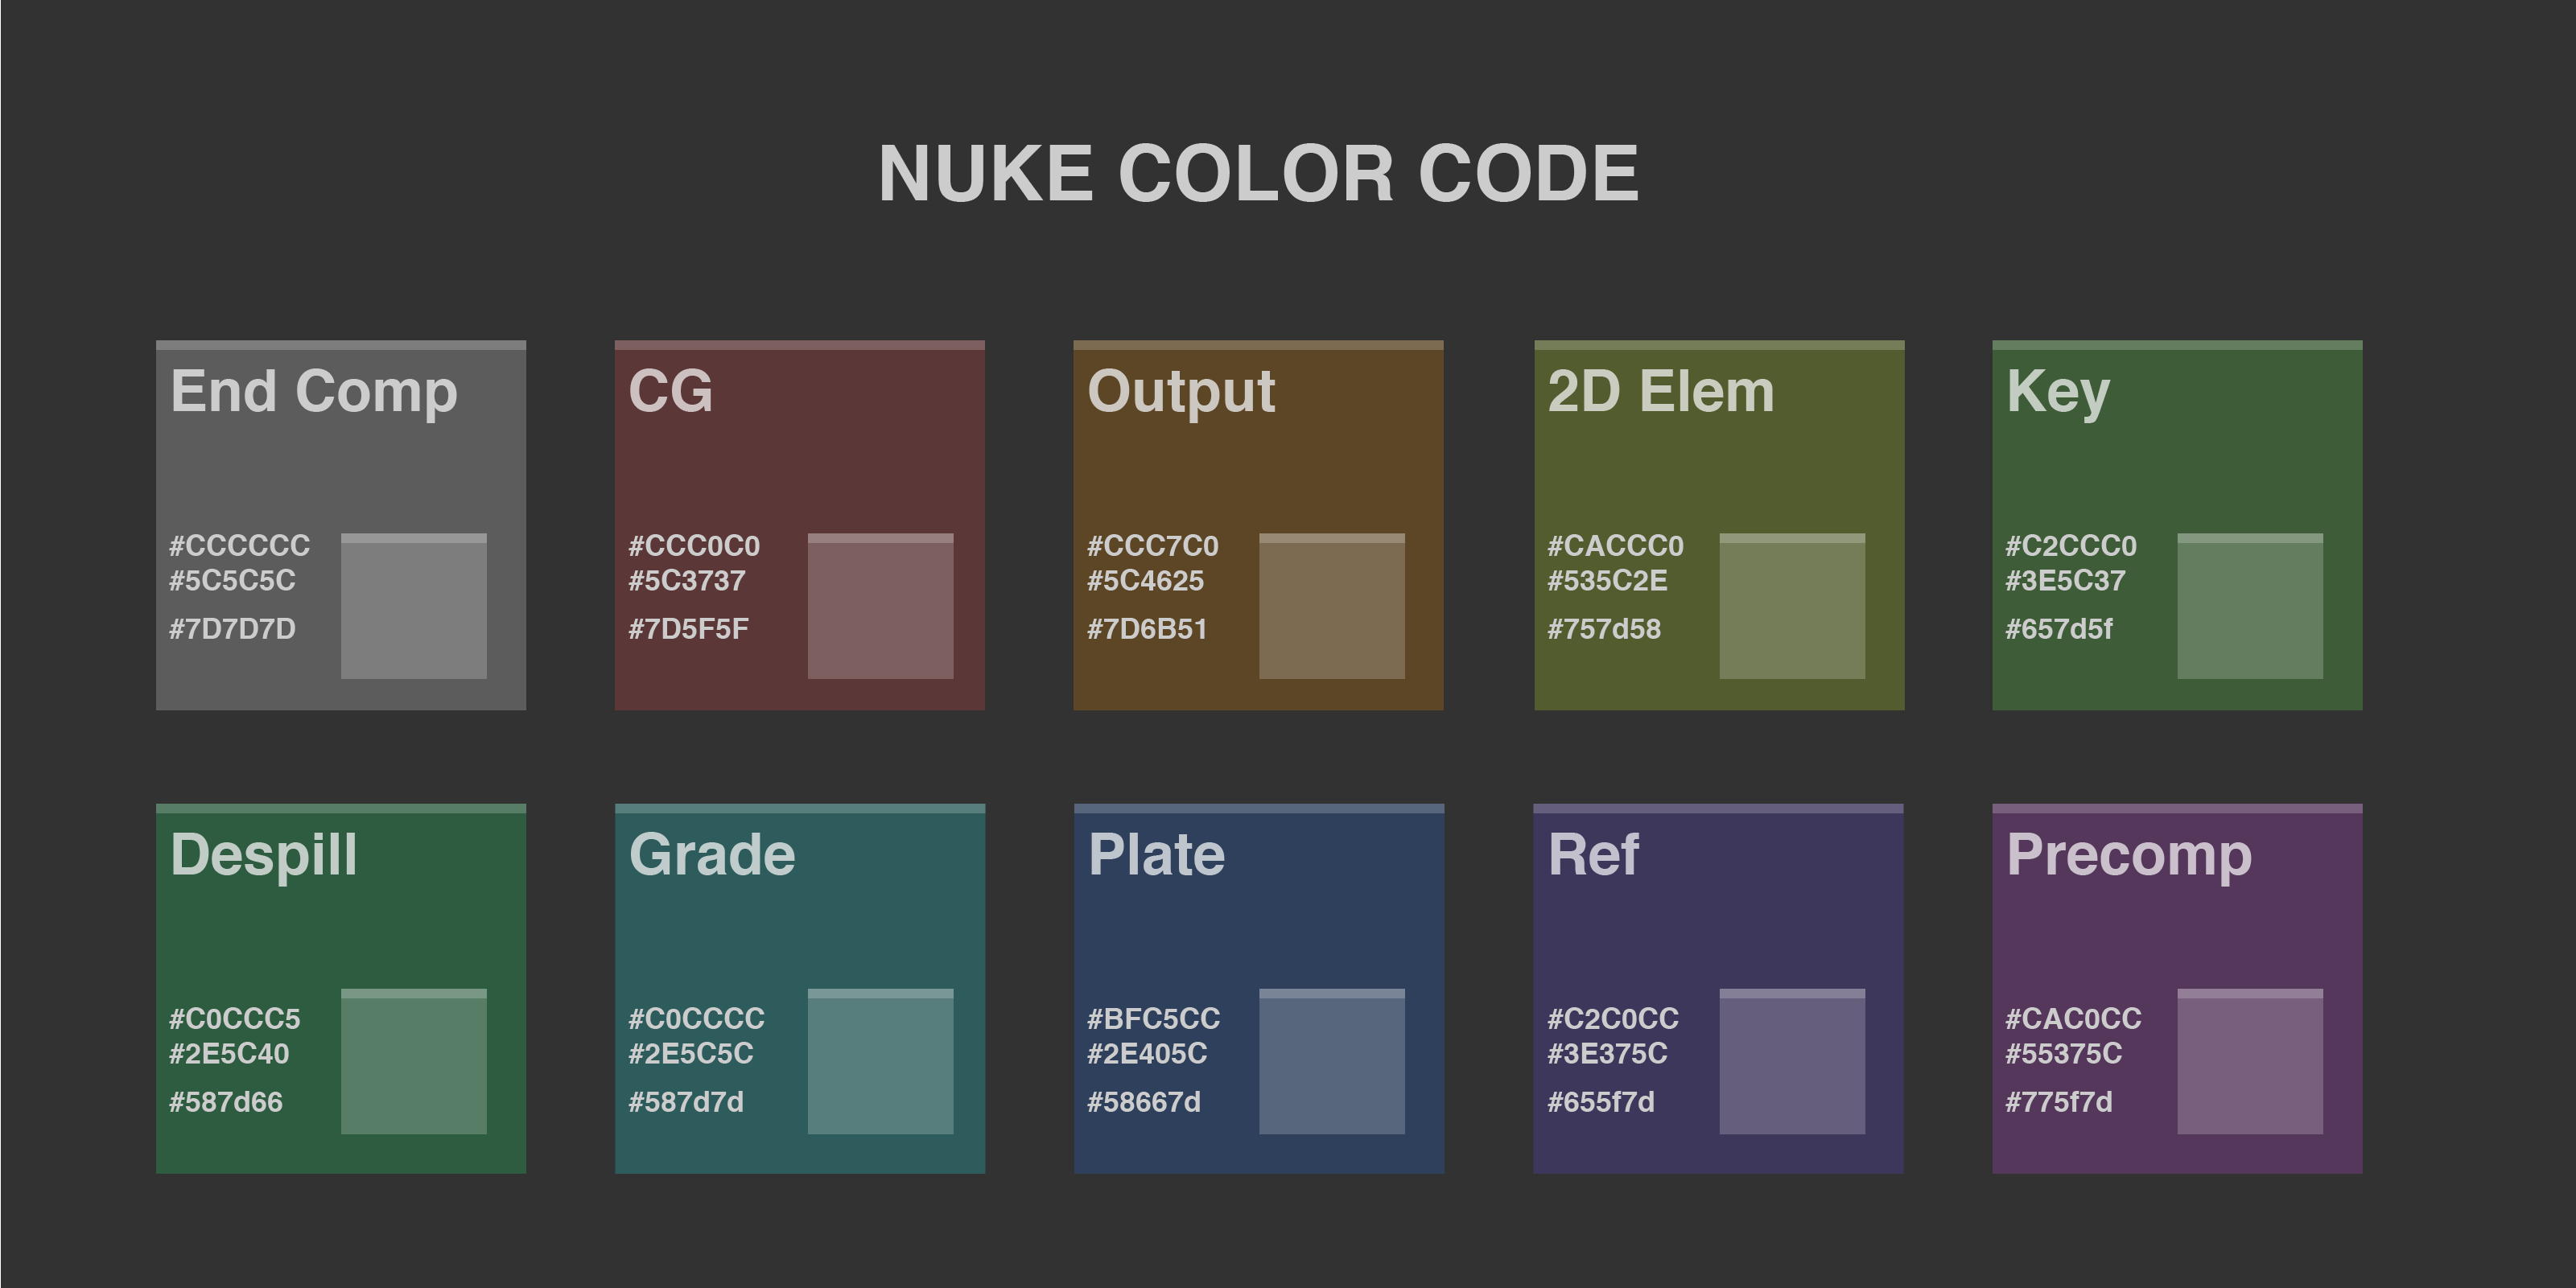 NUKE COLOR CODE
End Comp
#CCCCCC
#5C5C5C
#7D7D7D
CG
#CCC0C0
#5C3737
#7D5F5F
Output
#CCC7C0
#5C4625
#7D6B51
2D Elem
#CACCC0
#535C2E
#757d58
Key
#C2CCC0
#3E5C37
#657d5f
Despill
#C0CCC5
#2E5C40
#587d66
Grade
#C0CCCC
#2E5C5C
#587d7d
Plate
#BFC5CC
#2E405C
#58667d
Ref
#C2C0CC
#3E375C
#655f7d
Precomp
#CAC0CC
#55375C
#775f7d